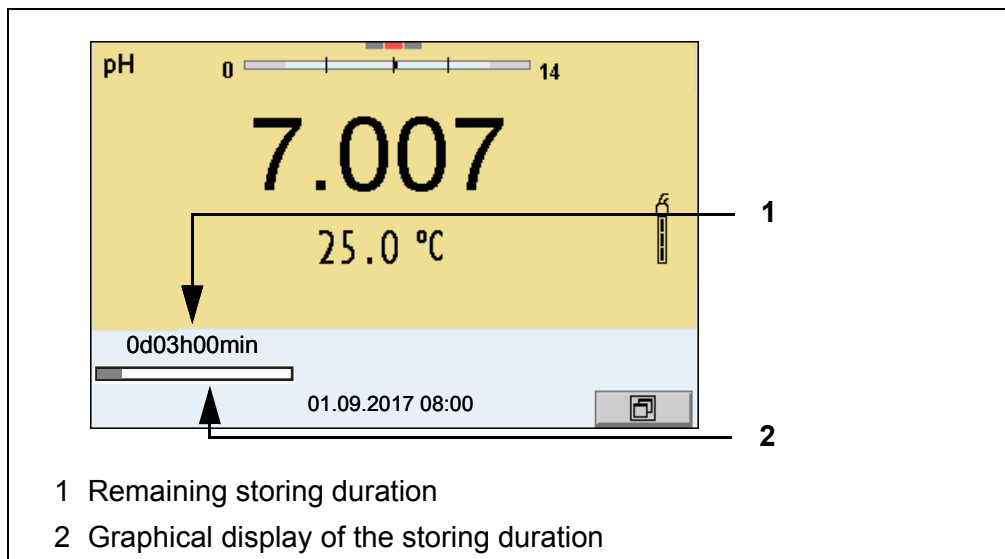 pH 0 14
7.007
1
25.0 °C
0d03h00min
01.09.2017 08:00
2
1 Remaining storing duration
2 Graphical display of the storing duration